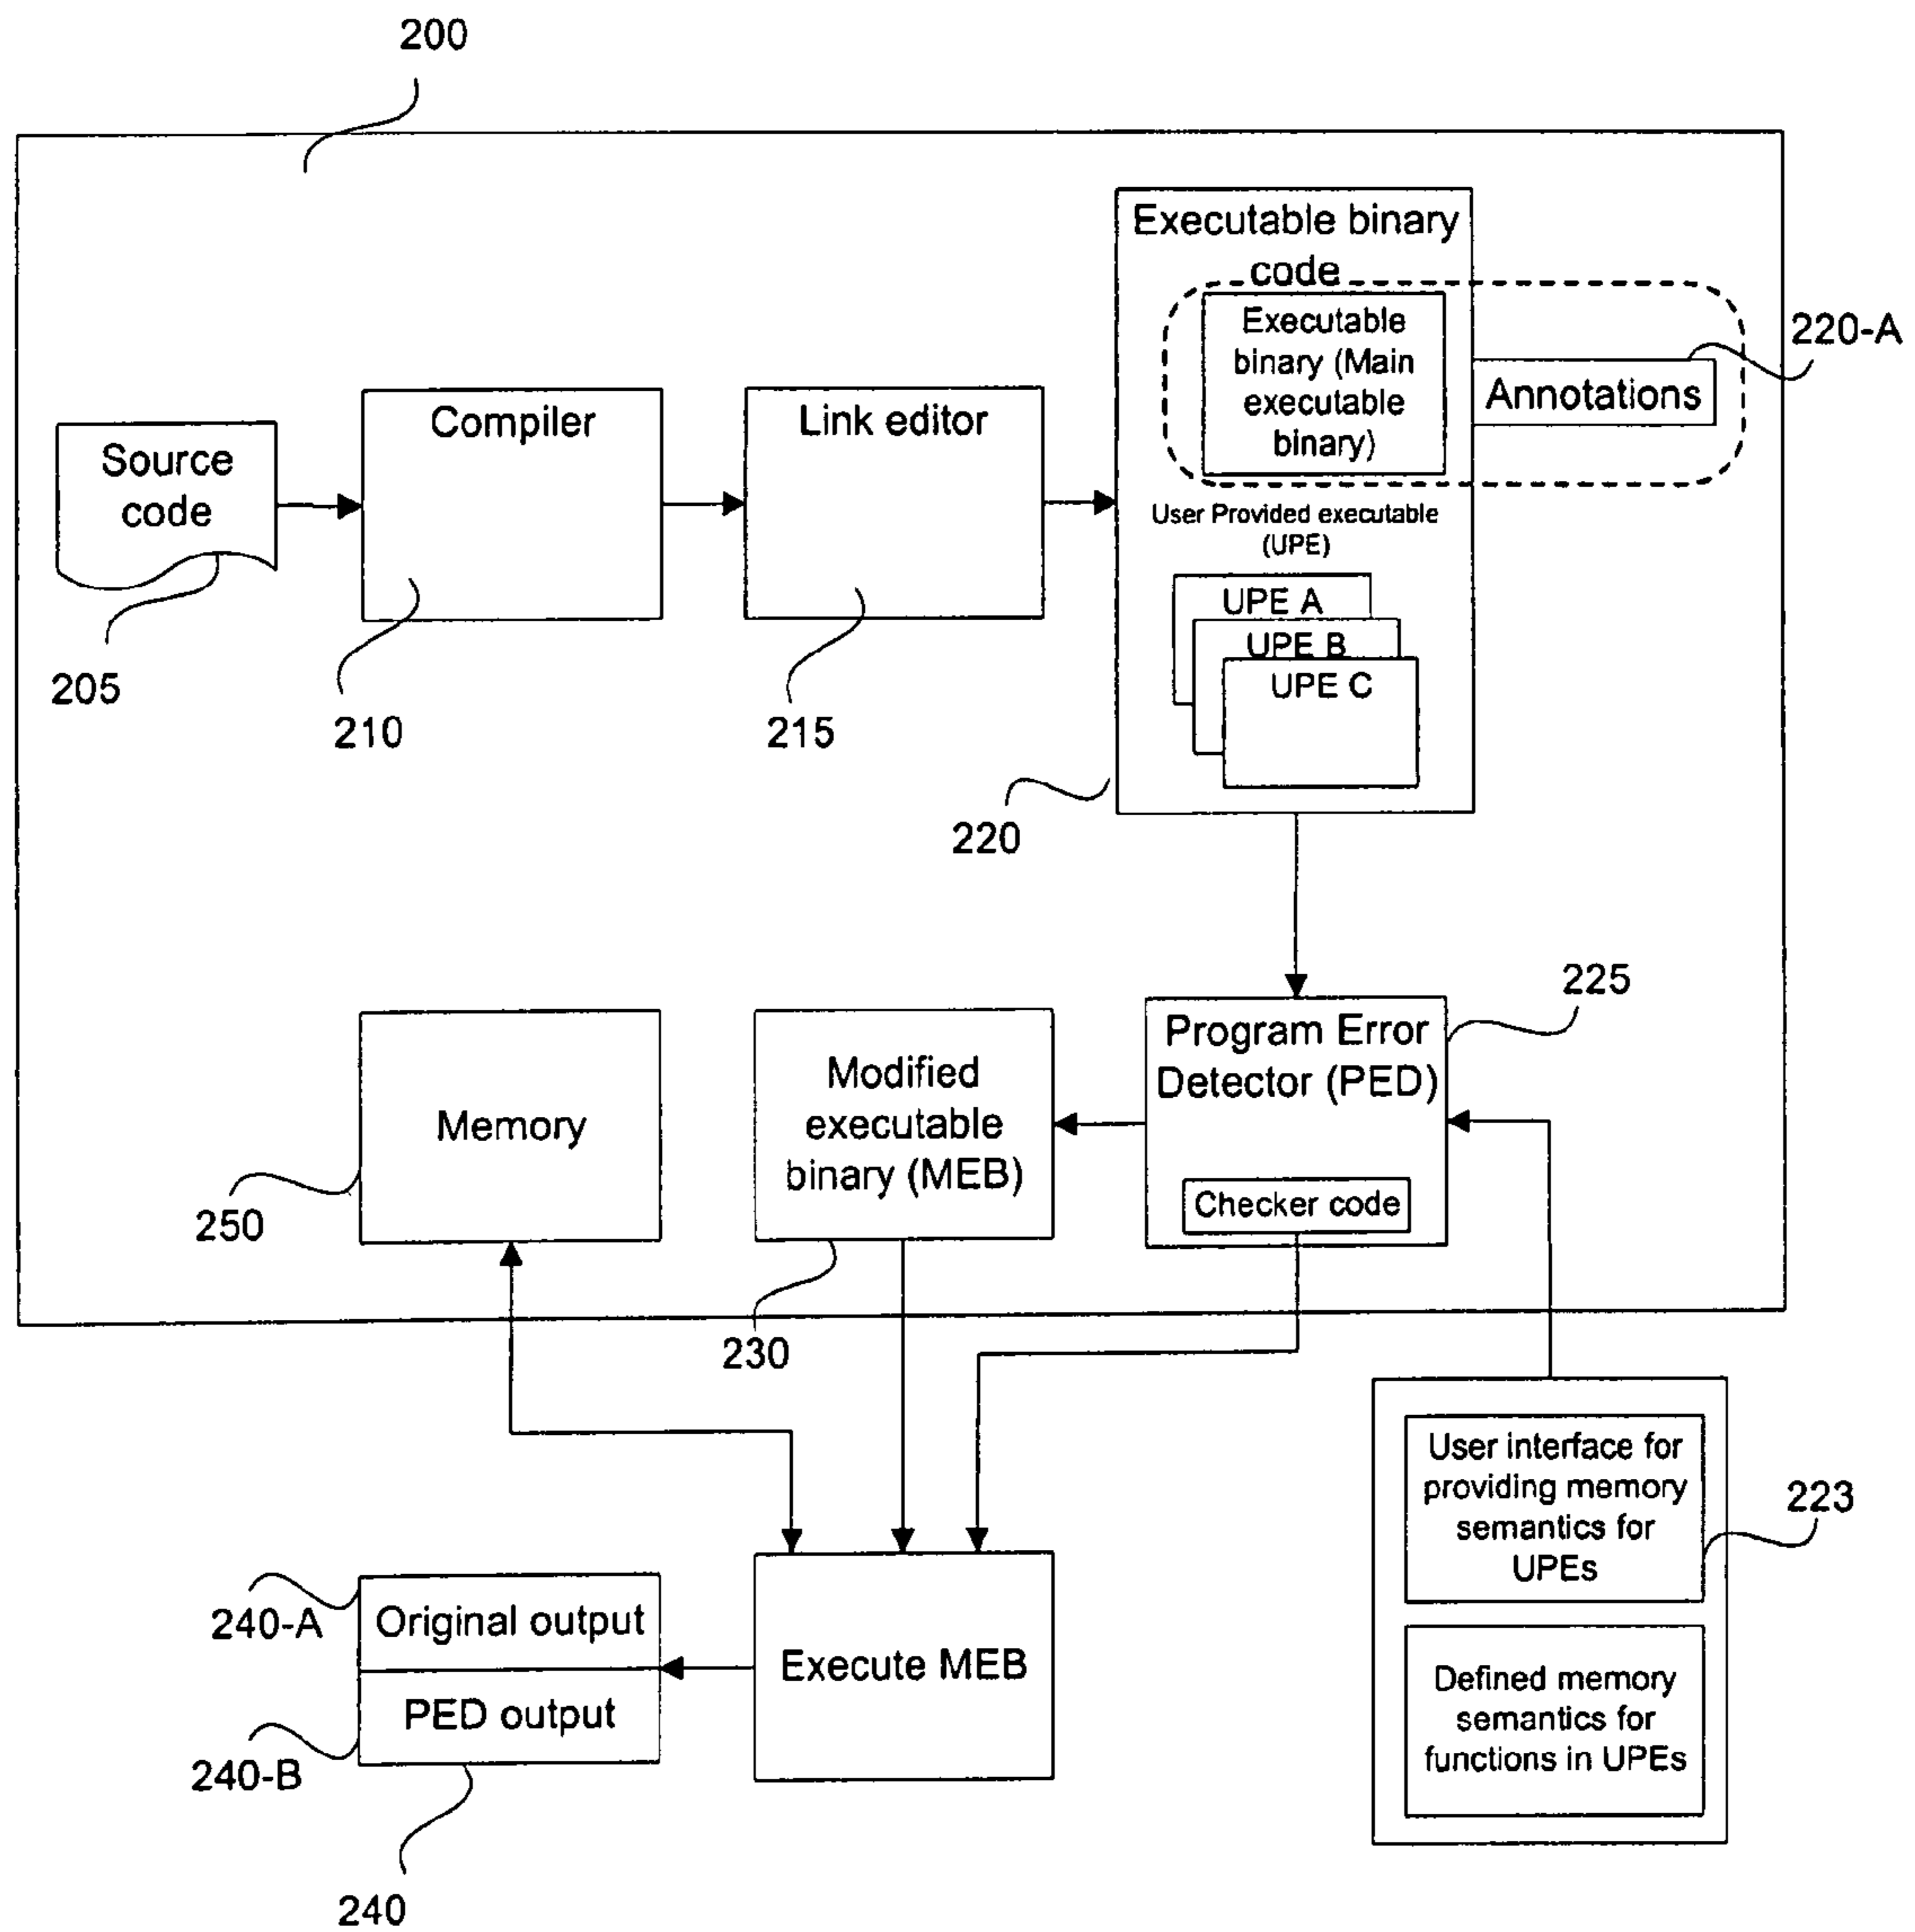 200
Executable binary
code
Executable
binary (Main
executable
binary)
220-A
Annotations
Compiler
Link editor
Source
code
User Provided executable
(UPE)
UPE A
UPE B
UPE C
205
210
215
220
225
Program Error
Detector (PED)
Checker code
Modified
executable
binary (MEB)
Memory
250
230
User interface for
providing memory
semantics for
UPEs
223
Defined memory
semantics for
functions in UPEs
240-A
Original output
PED output
240-B
Execute MEB
240